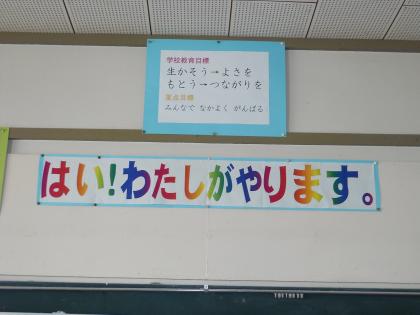 学校教育目標
生かそう→よさを
もとう→つながりを
重点目標
みんなで なかよく がんばる
はい!わたしがやります。